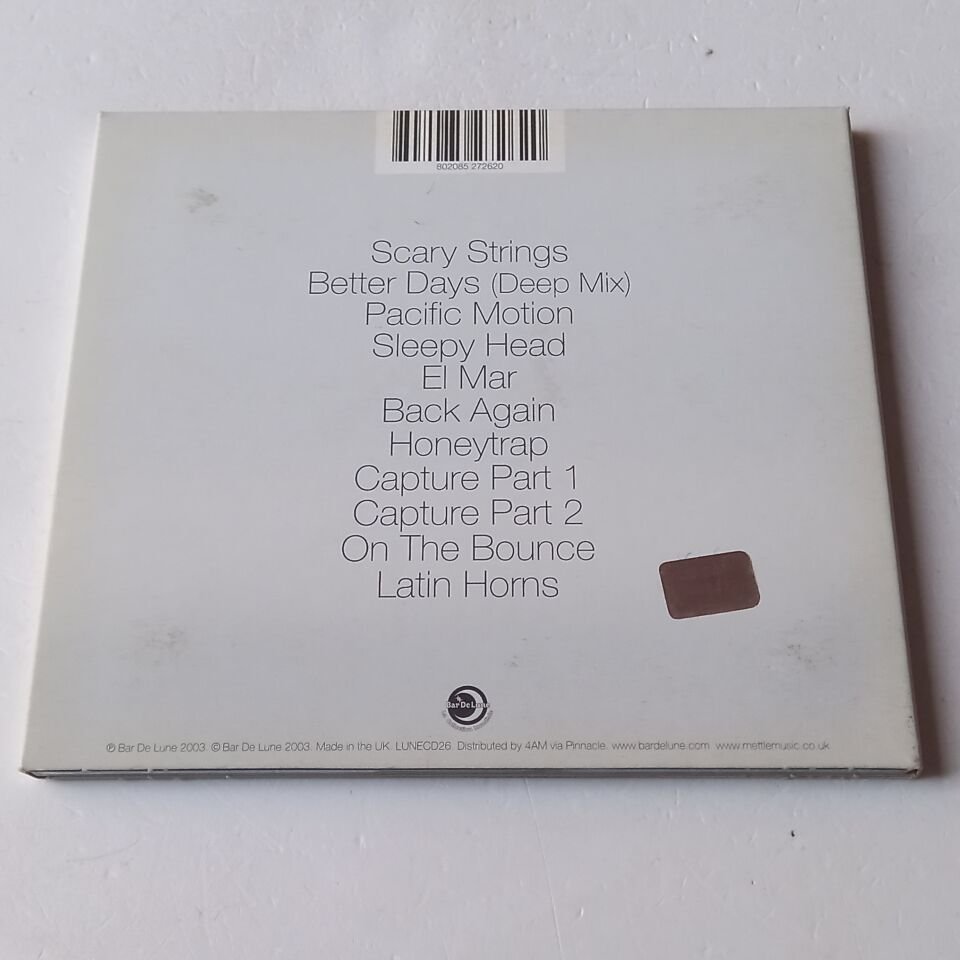 802085 272620
Scary Strings
Better Days (Deep Mix)
Pacific Motion
Sleepy Head
El Mar
Back Again
Honeytrap
Capture Part 1
Capture Part 2
On The Bounce
Latin Horns
Bar De Lune
℗ Bar De Lune 2003. © Bar De Lune 2003. Made in the UK. LUNECD26 Distributed by 4AM via Pinnacle. www.bardelune.com www.mettlemusic.co.uk